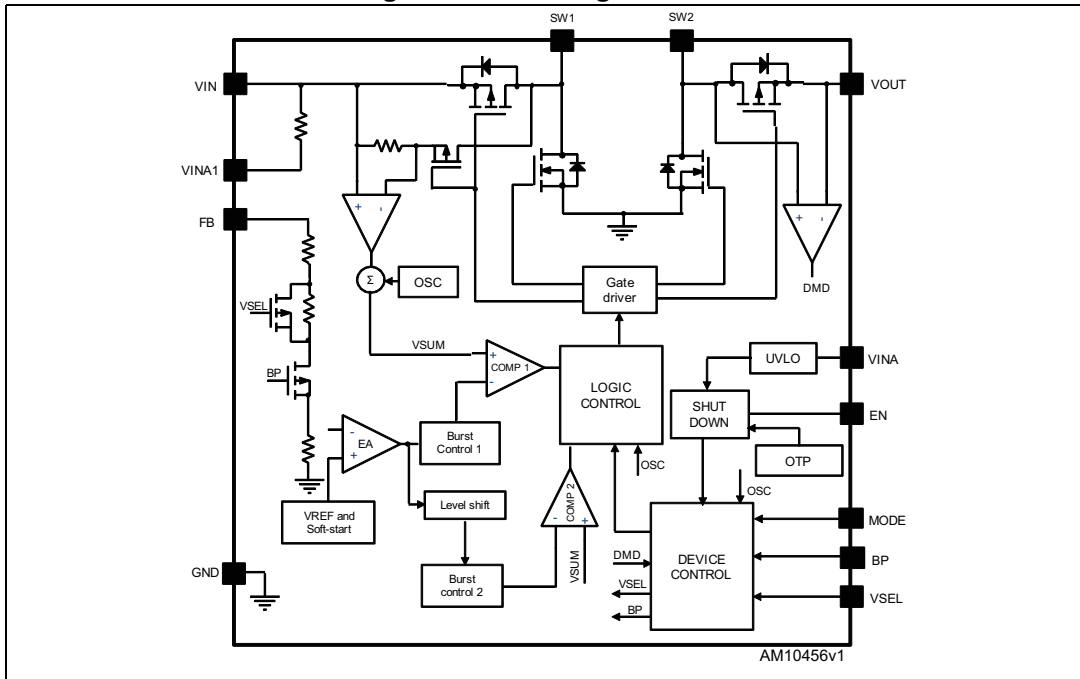 SW1
SW2
VIN
VOUT
VINA1
+
-
+
-
FB
DMD
Σ
OSC
Gate
driver
VSEL
VSUM
+
-
COMP 1
UVLO
VINA
BP
LOGIC
CONTROL
SHUT
DOWN
EN
-
+
EA
Burst
Control 1
OSC
OTP
VREF and
Soft-start
Level shift
COMP 2
-
+
OSC
MODE
VSUM
DMD
DEVICE
CONTROL
BP
GND
Burst
control 2
VSEL
BP
VSEL
AM10456v1